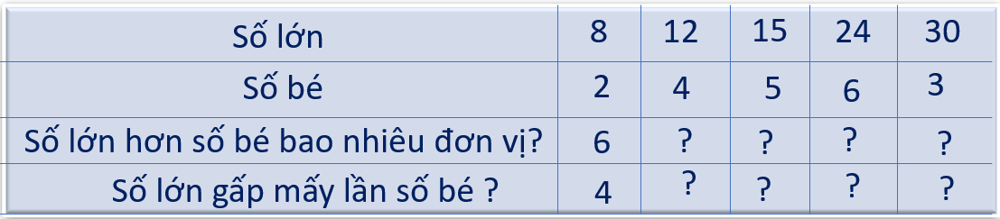 Số lớn 8 12 15 24 30
Số bé 2 4 5 6 3
Số lớn hơn số bé bao nhiêu đơn vị? 6 ? ? ? ?
Số lớn gấp mấy lần số bé ? 4 ? ? ? ?